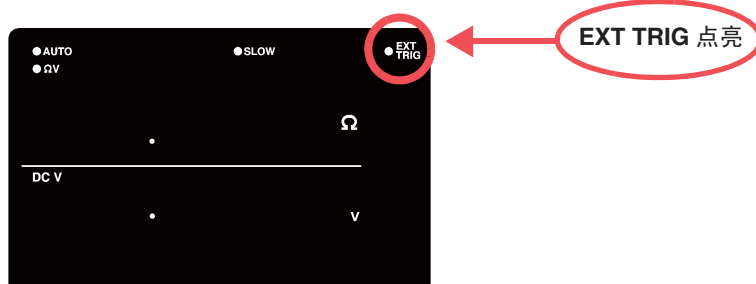 EXT TRIG 点亮
● AUTO ● SLOW ● EXT TRIG
● ΩV
Ω
DC V
V